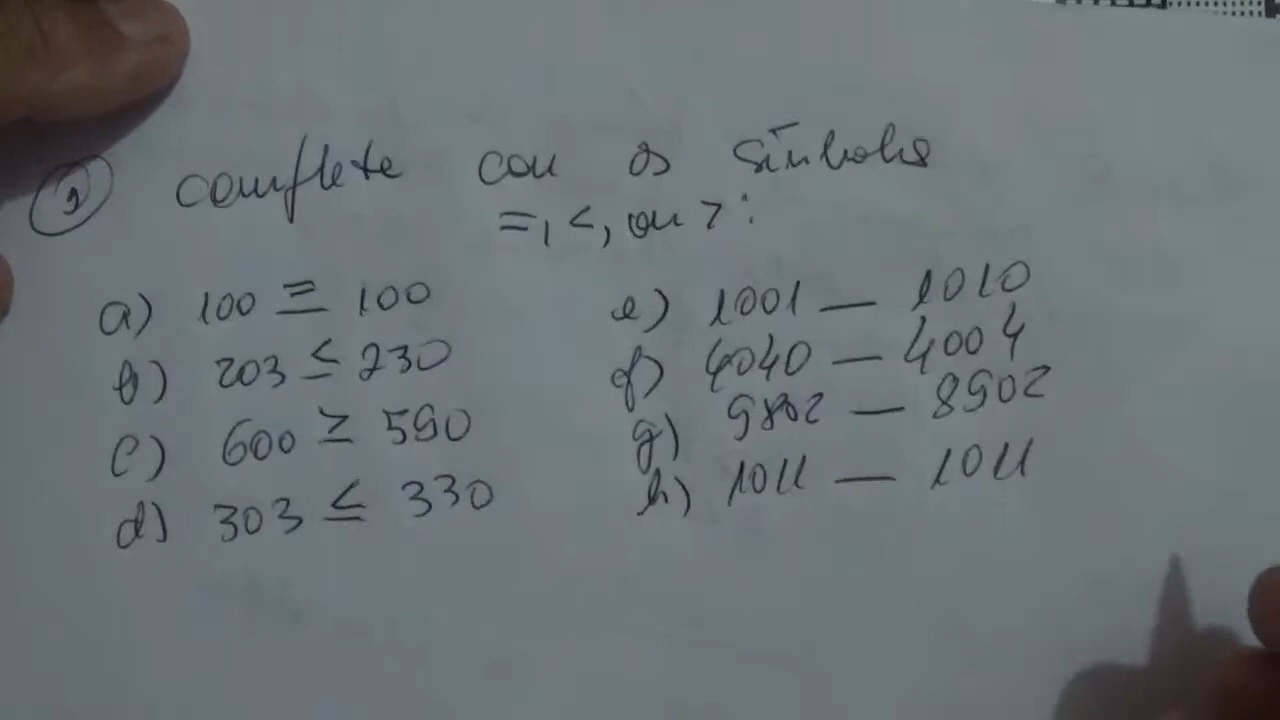 1 complete com os símbolos
=, <, ou > :
a) 100 = 100
b) 203 < 230
c) 600 > 590
d) 303 < 330
e) 1001 _ 1010
f) 4040 _ 4004
g) 9802 _ 8902
h) 1011 _ 1011